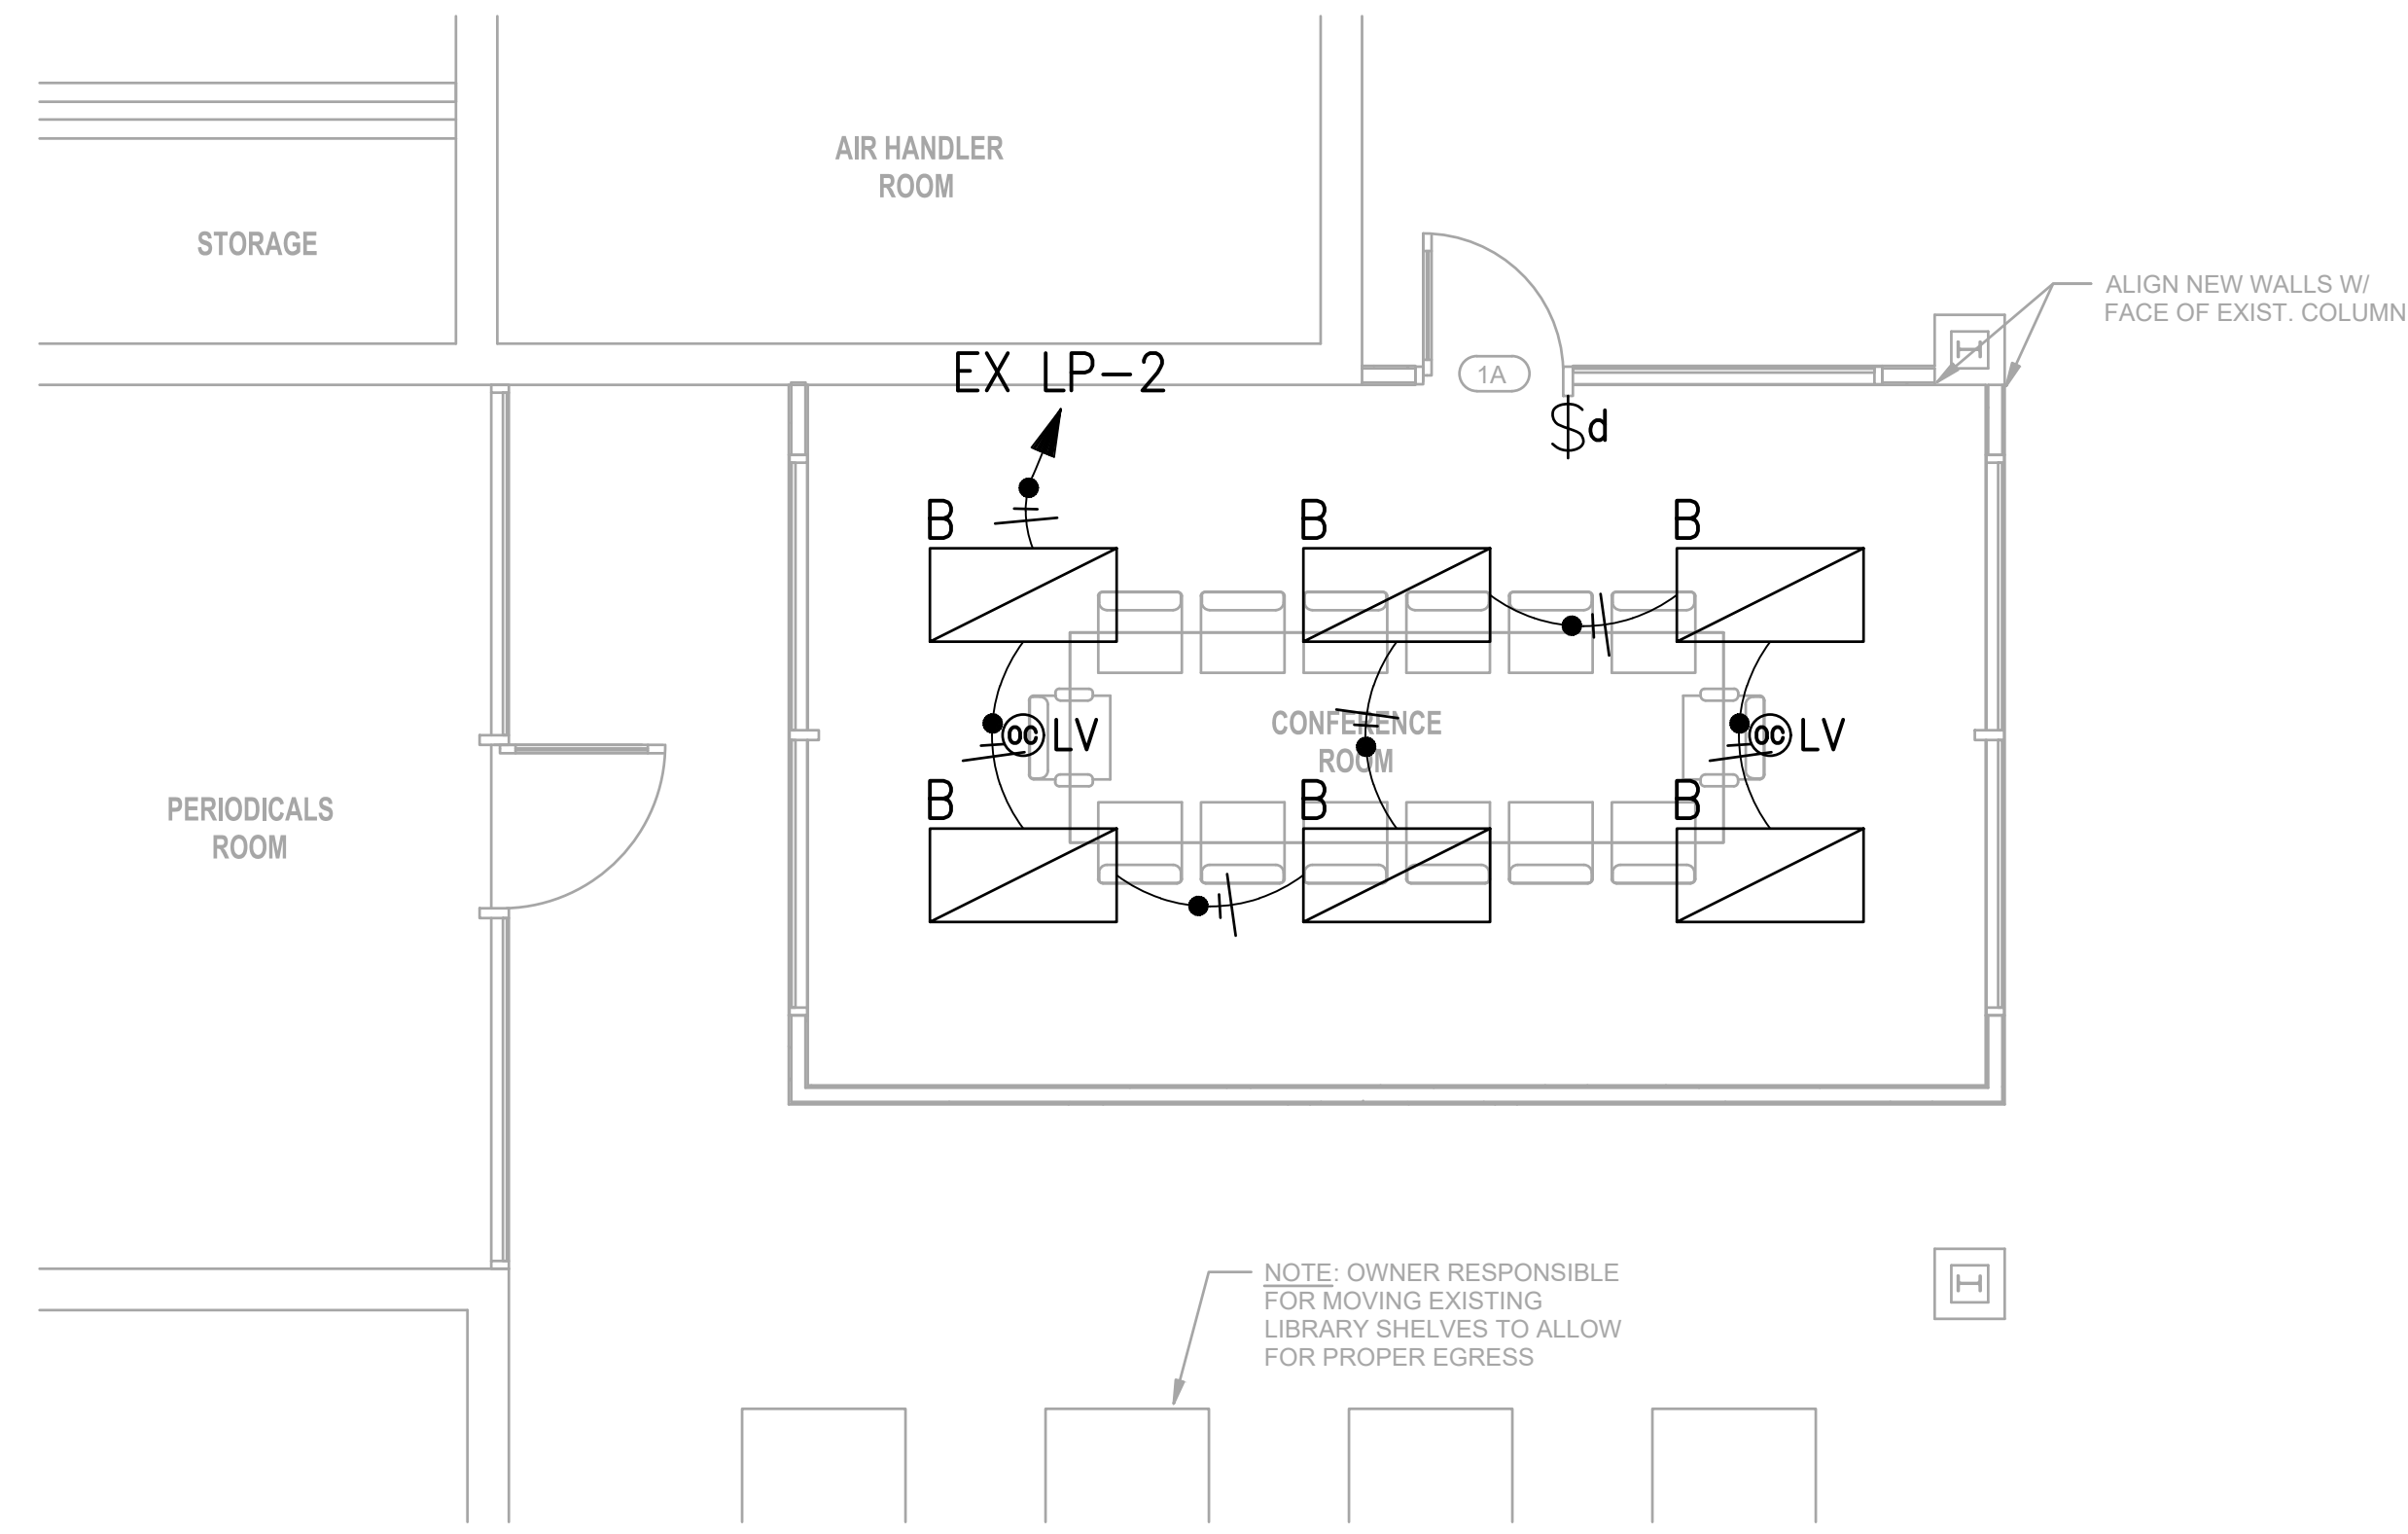 AIR HANDLER
ROOM
STORAGE
ALIGN NEW WALLS W/
FACE OF EXIST. COLUMN
EX LP-2
1A
$d
B
B
B
CONFERENCE
ROOM
OC LV
OC LV
B
B
B
PERIODICALS
ROOM
NOTE: OWNER RESPONSIBLE
FOR MOVING EXISTING
LIBRARY SHELVES TO ALLOW
FOR PROPER EGRESS